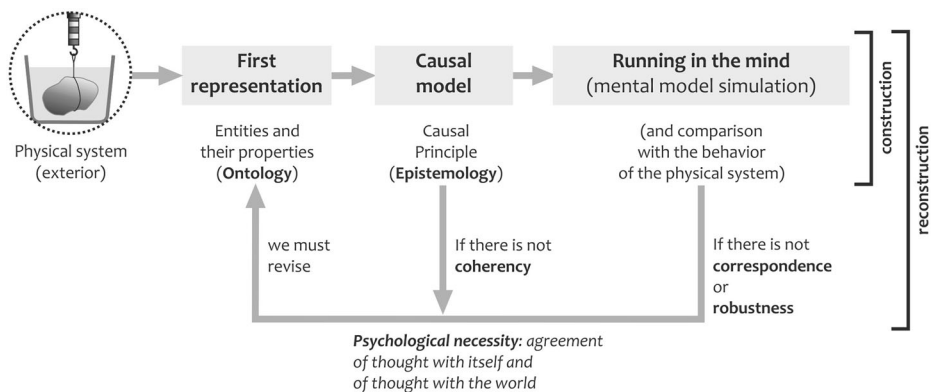 Physical system
(exterior)
First
representation
Entities and
their properties
(Ontology)
Causal
model
Causal
Principle
(Epistemology)
Running in the mind
(mental model simulation)
(and comparison
with the behavior
of the physical system)
construction
reconstruction
we must
revise
If there is not
coherency
If there is not
correspondence
or
robustness
Psychological necessity: agreement
of thought with itself and
of thought with the world